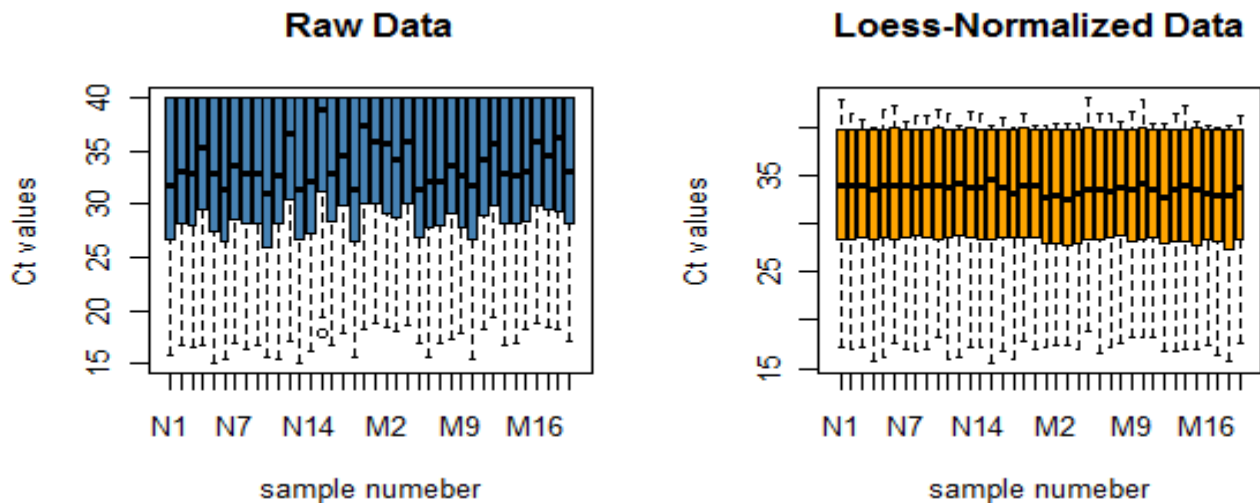 Raw Data
Ct values
40
35
30
25
20
15
N1 N7 N14 M2 M9 M16
sample numeber
Loess-Normalized Data
Ct values
35
25
15
N1 N7 N14 M2 M9 M16
sample numeber